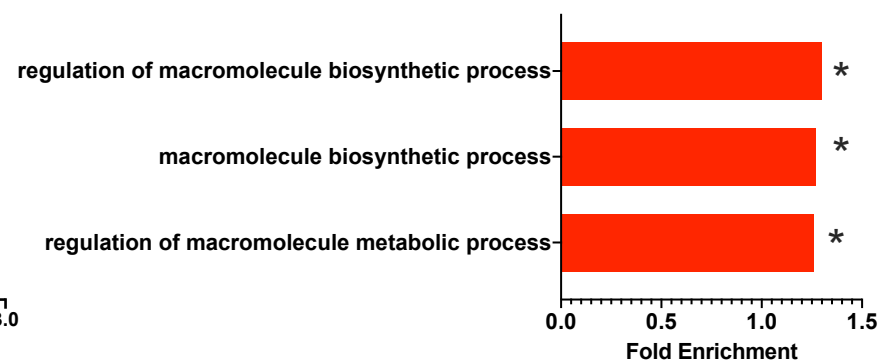 regulation of macromolecule biosynthetic process
*
macromolecule biosynthetic process
*
regulation of macromolecule metabolic process
*
0.0 0.5 1.0 1.5
Fold Enrichment